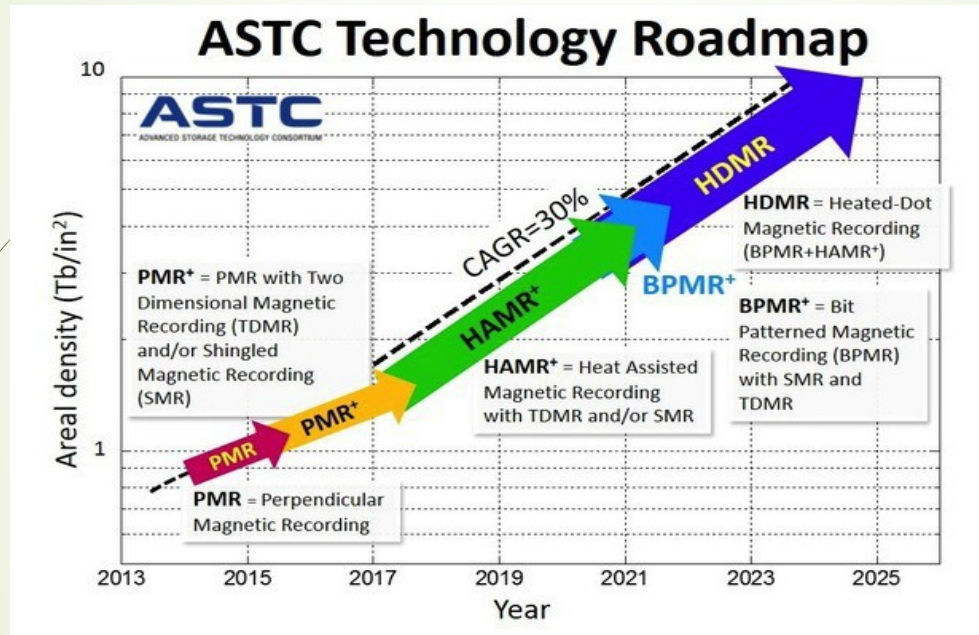 ASTC Technology Roadmap
10
ASTC
ADVANCED STORAGE TECHNOLOGY CONSORTIUM
HDMR
CAGR=30%
HDMR = Heated-Dot
Magnetic Recording
(BPMR+HAMR+)
PMR+ = PMR with Two
Dimensional Magnetic
Recording (TDMR)
and/or Shingled
Magnetic Recording
(SMR)
HAMR+
BPMR+
BPMR+ = Bit
Patterned Magnetic
Recording (BPMR)
with SMR and
TDMR
HAMR+ = Heat Assisted
Magnetic Recording
with TDMR and/or SMR
Areal density (Tb/in²)
PMR+
1
PMR
PMR = Perpendicular
Magnetic Recording
2013 2015 2017 2019 2021 2023 2025
Year